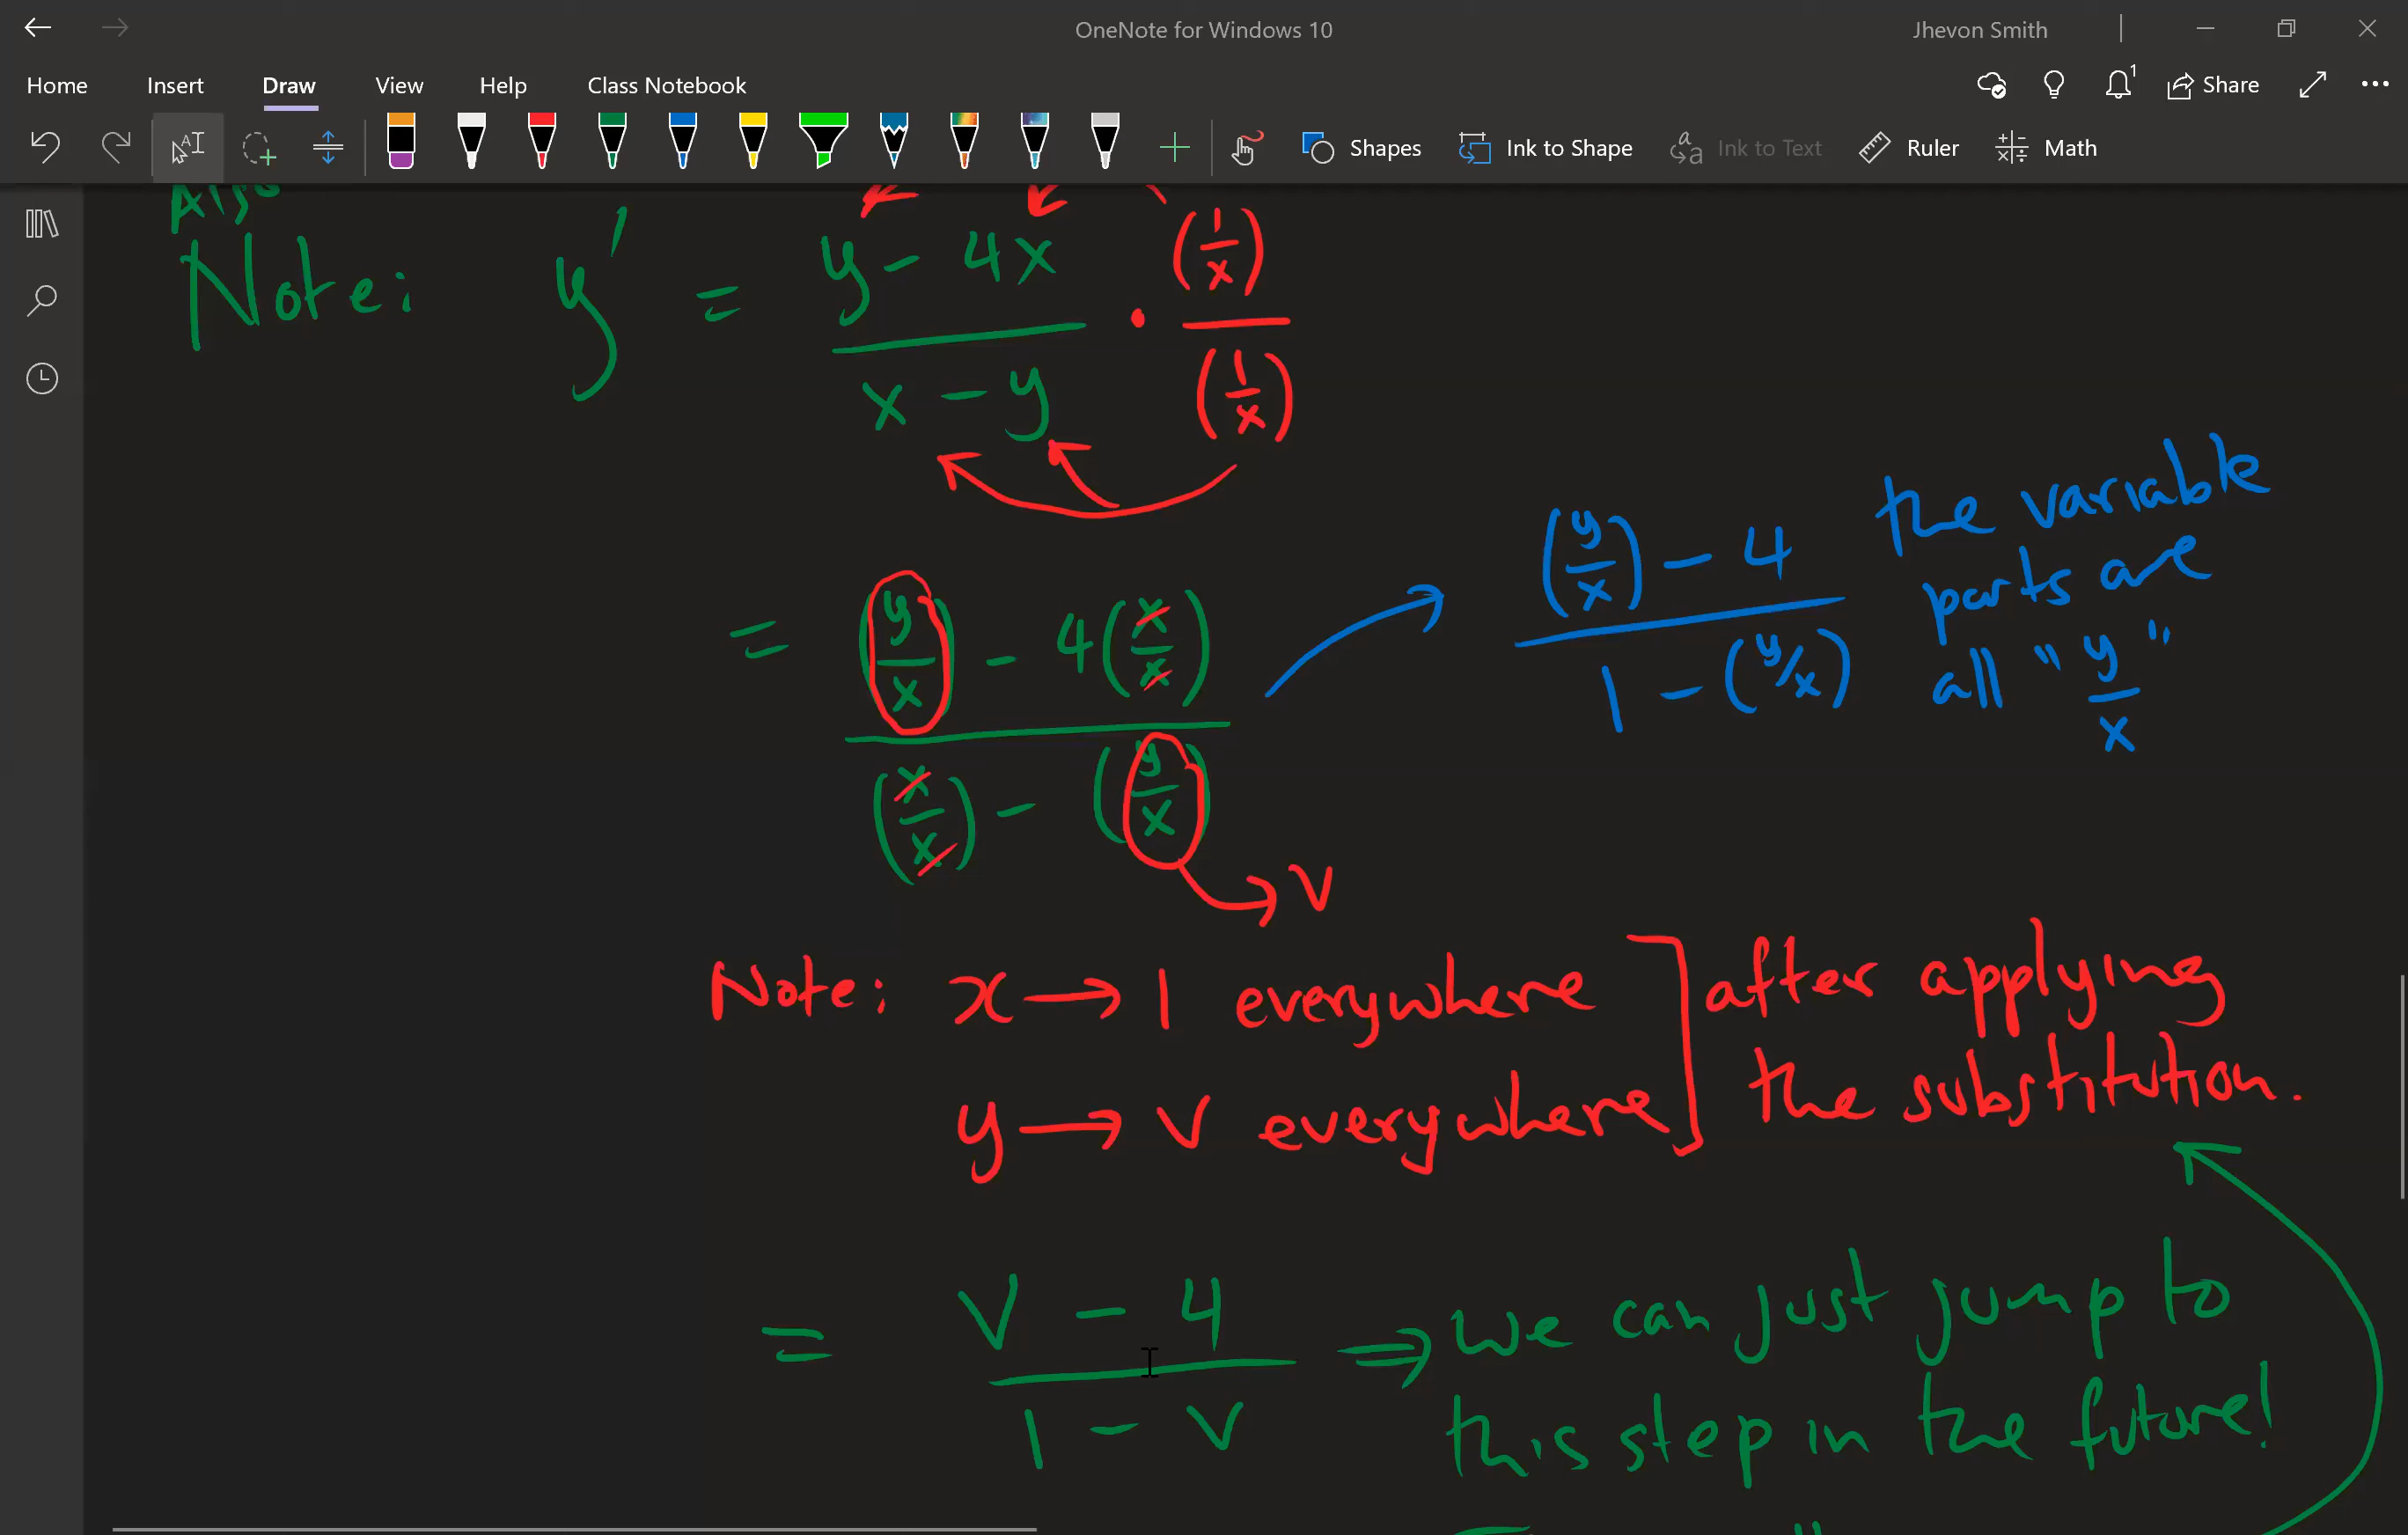 OneNote for Windows 10
Jhevon Smith
Home Insert Draw View Help Class Notebook
1
Share
Shapes Ink to Shape Ink to Text Ruler Math
Also
Note: y' = (y - 4x)/(x - y) · (1/x)/(1/x)
= ((y/x) - 4(x/x))/((x/x) - (y/x))
→ V
((y/x) - 4)/(1 - (y/x))
the variable
parts are
all "y/x"
Note: x → 1 everywhere
y → v everywhere
] after applying
the substitution.
= (v - 4)/(1 - v) ⇒ we can just jump to
this step in the future!